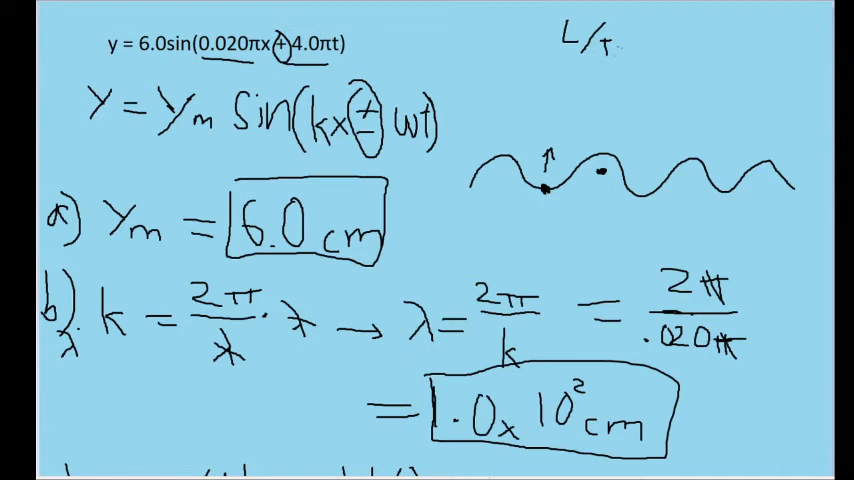 y = 6.0sin(0.020πx + 4.0πt)
L/T
y = ym sin(kx ± wt)
a) ym = 6.0 cm
b) k = 2π/λ · λ → λ = 2π/k = 2π/.020π
λ
= 1.0 x 10² cm